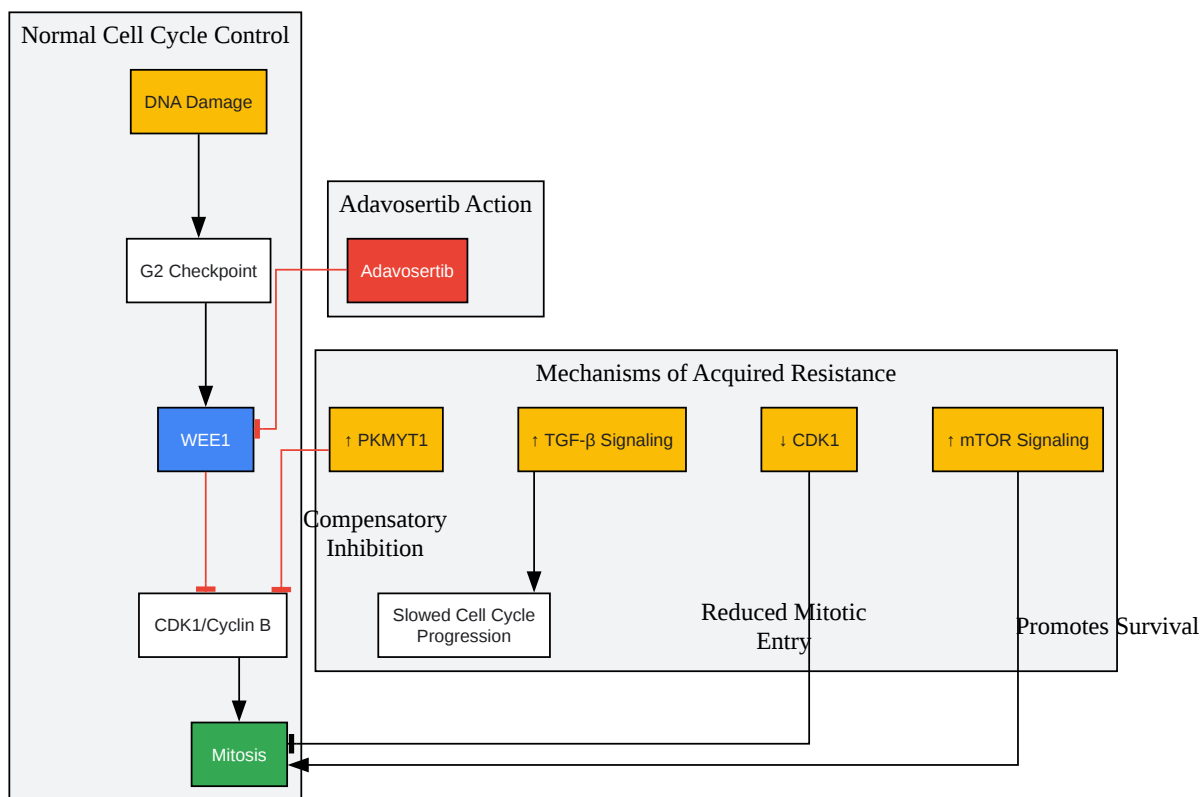 Normal Cell Cycle Control
DNA Damage
Adavosertib Action
G2 Checkpoint
Adavosertib
Mechanisms of Acquired Resistance
WEE1
↑ PKMYT1
↑ TGF-β Signaling
↓ CDK1
↑ mTOR Signaling
Compensatory
Inhibition
CDK1/Cyclin B
Slowed Cell Cycle
Progression
Reduced Mitotic
Entry
Promotes Survival
Mitosis